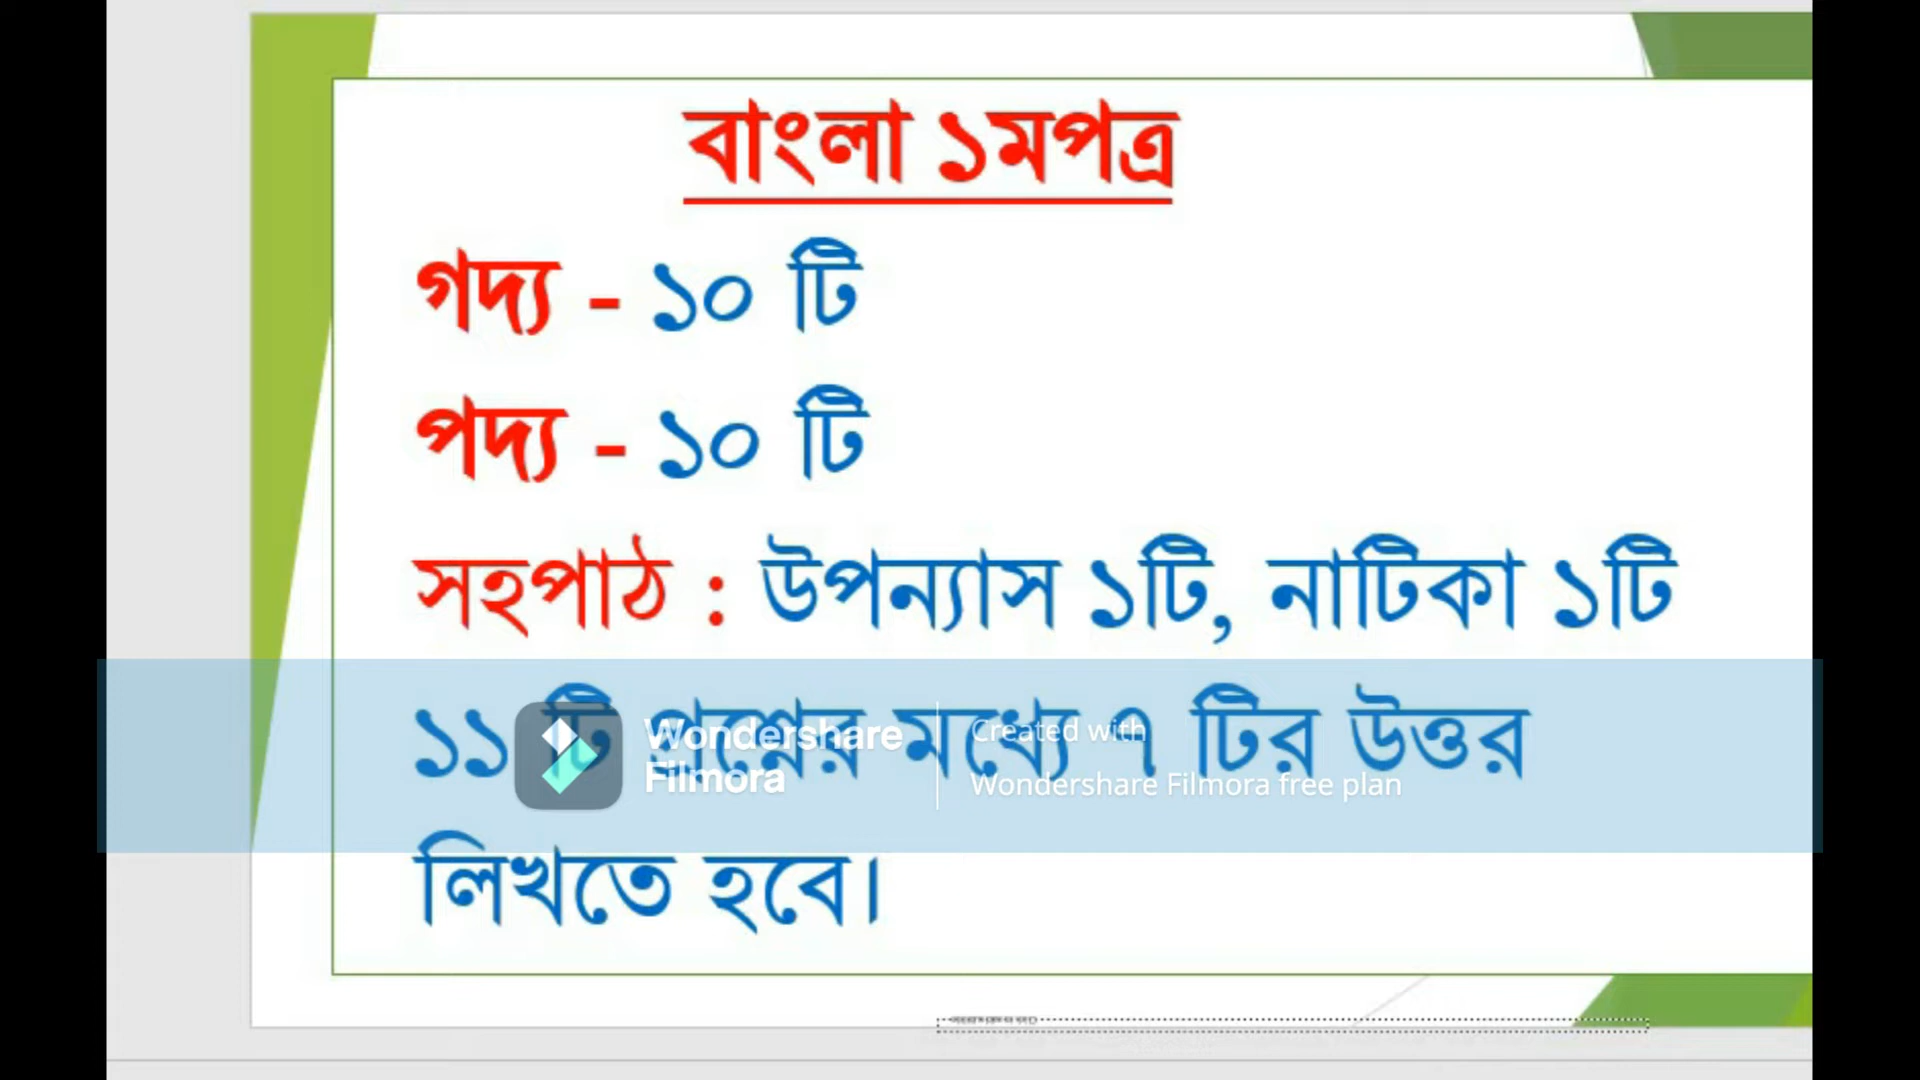 বাংলা ১মপত্র
গদ্য - ১০ টি
পদ্য - ১০ টি
সহপাঠ : উপন্যাস ১টি, নাটিকা ১টি
১১ টি প্রশ্নের মধ্যে ৭ টির উত্তর
লিখতে হবে।
Wondershare
Filmora
Created with
Wondershare Filmora free plan